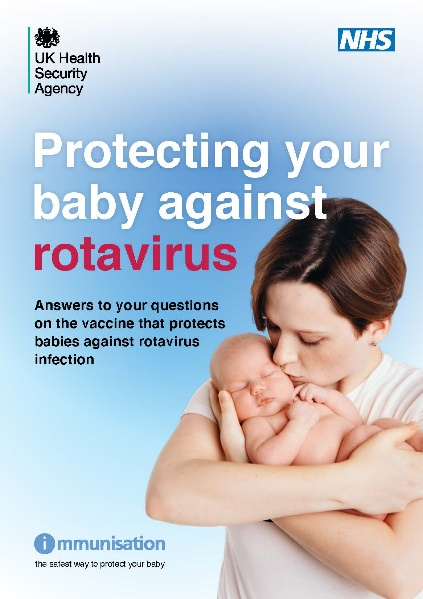 UK Health
Security
Agency
NHS
Protecting your
baby against
rotavirus
Answers to your questions
on the vaccine that protects
babies against rotavirus
infection
immunisation
the safest way to protect your baby